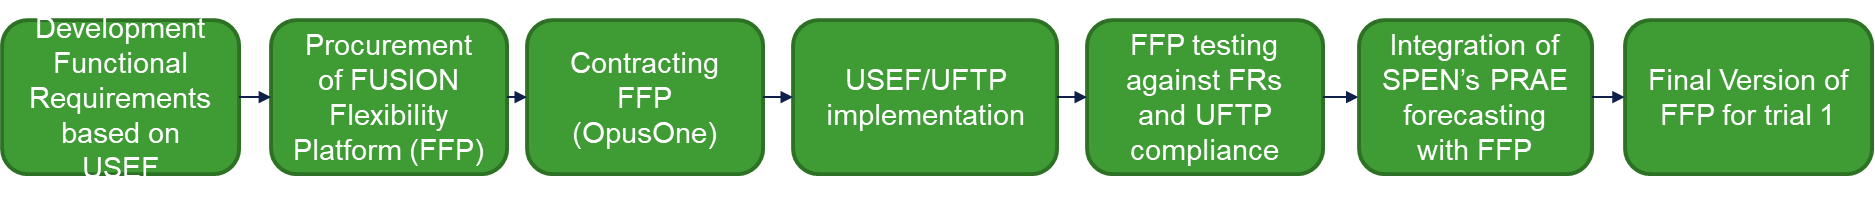 Development
Functional
Requirements
based on
USEF
Procurement
of FUSION
Flexibility
Platform (FFP)
Contracting
FFP
(OpusOne)
USEF/UFTP
implementation
FFP testing
against FRs
and UFTP
compliance
Integration of
SPEN’s PRAE
forecasting
with FFP
Final Version of
FFP for trial 1